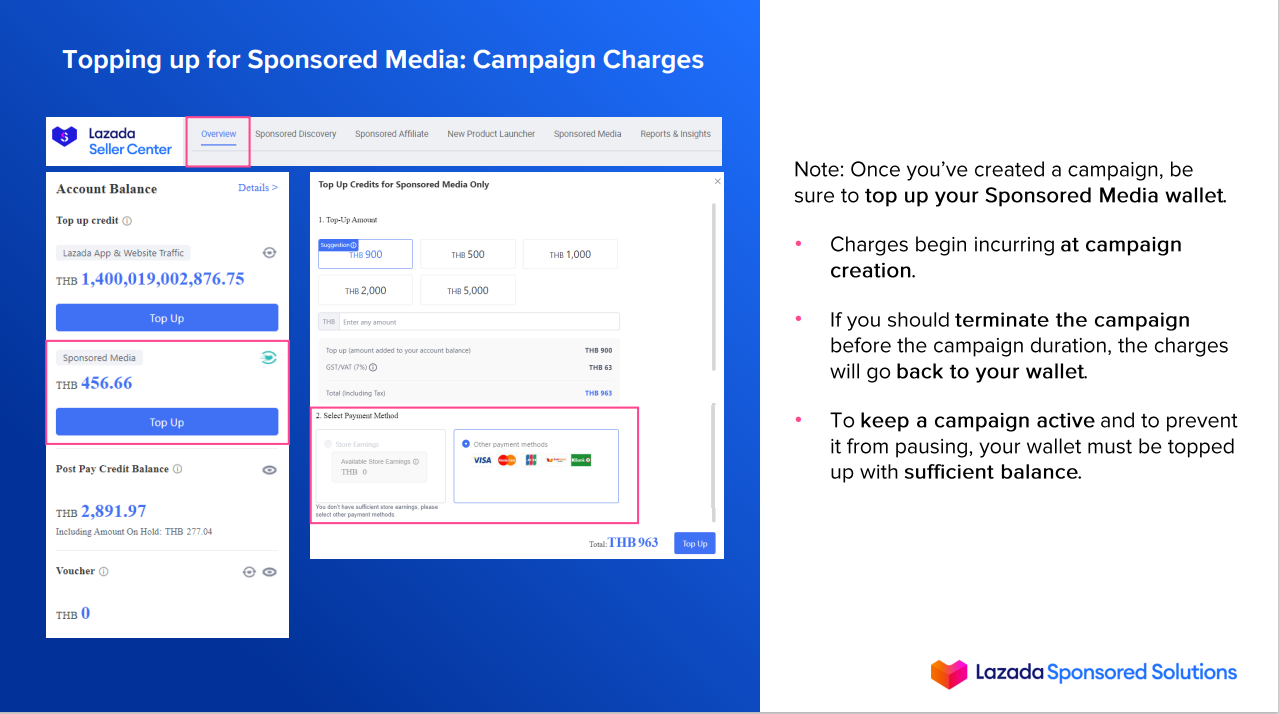 Topping up for Sponsored Media: Campaign Charges
Lazada
Seller Center
Overview
Sponsored Discovery
Sponsored Affiliate
New Product Launcher
Sponsored Media
Reports & Insights
Account Balance
Details >
Top up credit
Lazada App & Website Traffic
THB 1,400,019,002,876.75
Top Up
Sponsored Media
THB 456.66
Top Up
Post Pay Credit Balance
THB 2,891.97
Including Amount On Hold: THB 277.04
Voucher
THB 0
Top Up Credits for Sponsored Media Only
1. Top-Up Amount
Suggestion
THB 900
THB 500
THB 1,000
THB 2,000
THB 5,000
THB
Enter any amount
Top up (amount added to your account balance)
THB 900
GST/VAT (7%)
THB 63
Total (Including Tax)
THB 963
2. Select Payment Method
Store Earnings
Available Store Earnings
THB 0
You don't have sufficient store earnings, please
select other payment methods.
Other payment methods
VISA
JCB
Total:THB 963
Top Up
Note: Once you've created a campaign, be
sure to top up your Sponsored Media wallet.
• Charges begin incurring at campaign
creation.
• If you should terminate the campaign
before the campaign duration, the charges
will go back to your wallet.
• To keep a campaign active and to prevent
it from pausing, your wallet must be topped
up with sufficient balance.
Lazada Sponsored Solutions